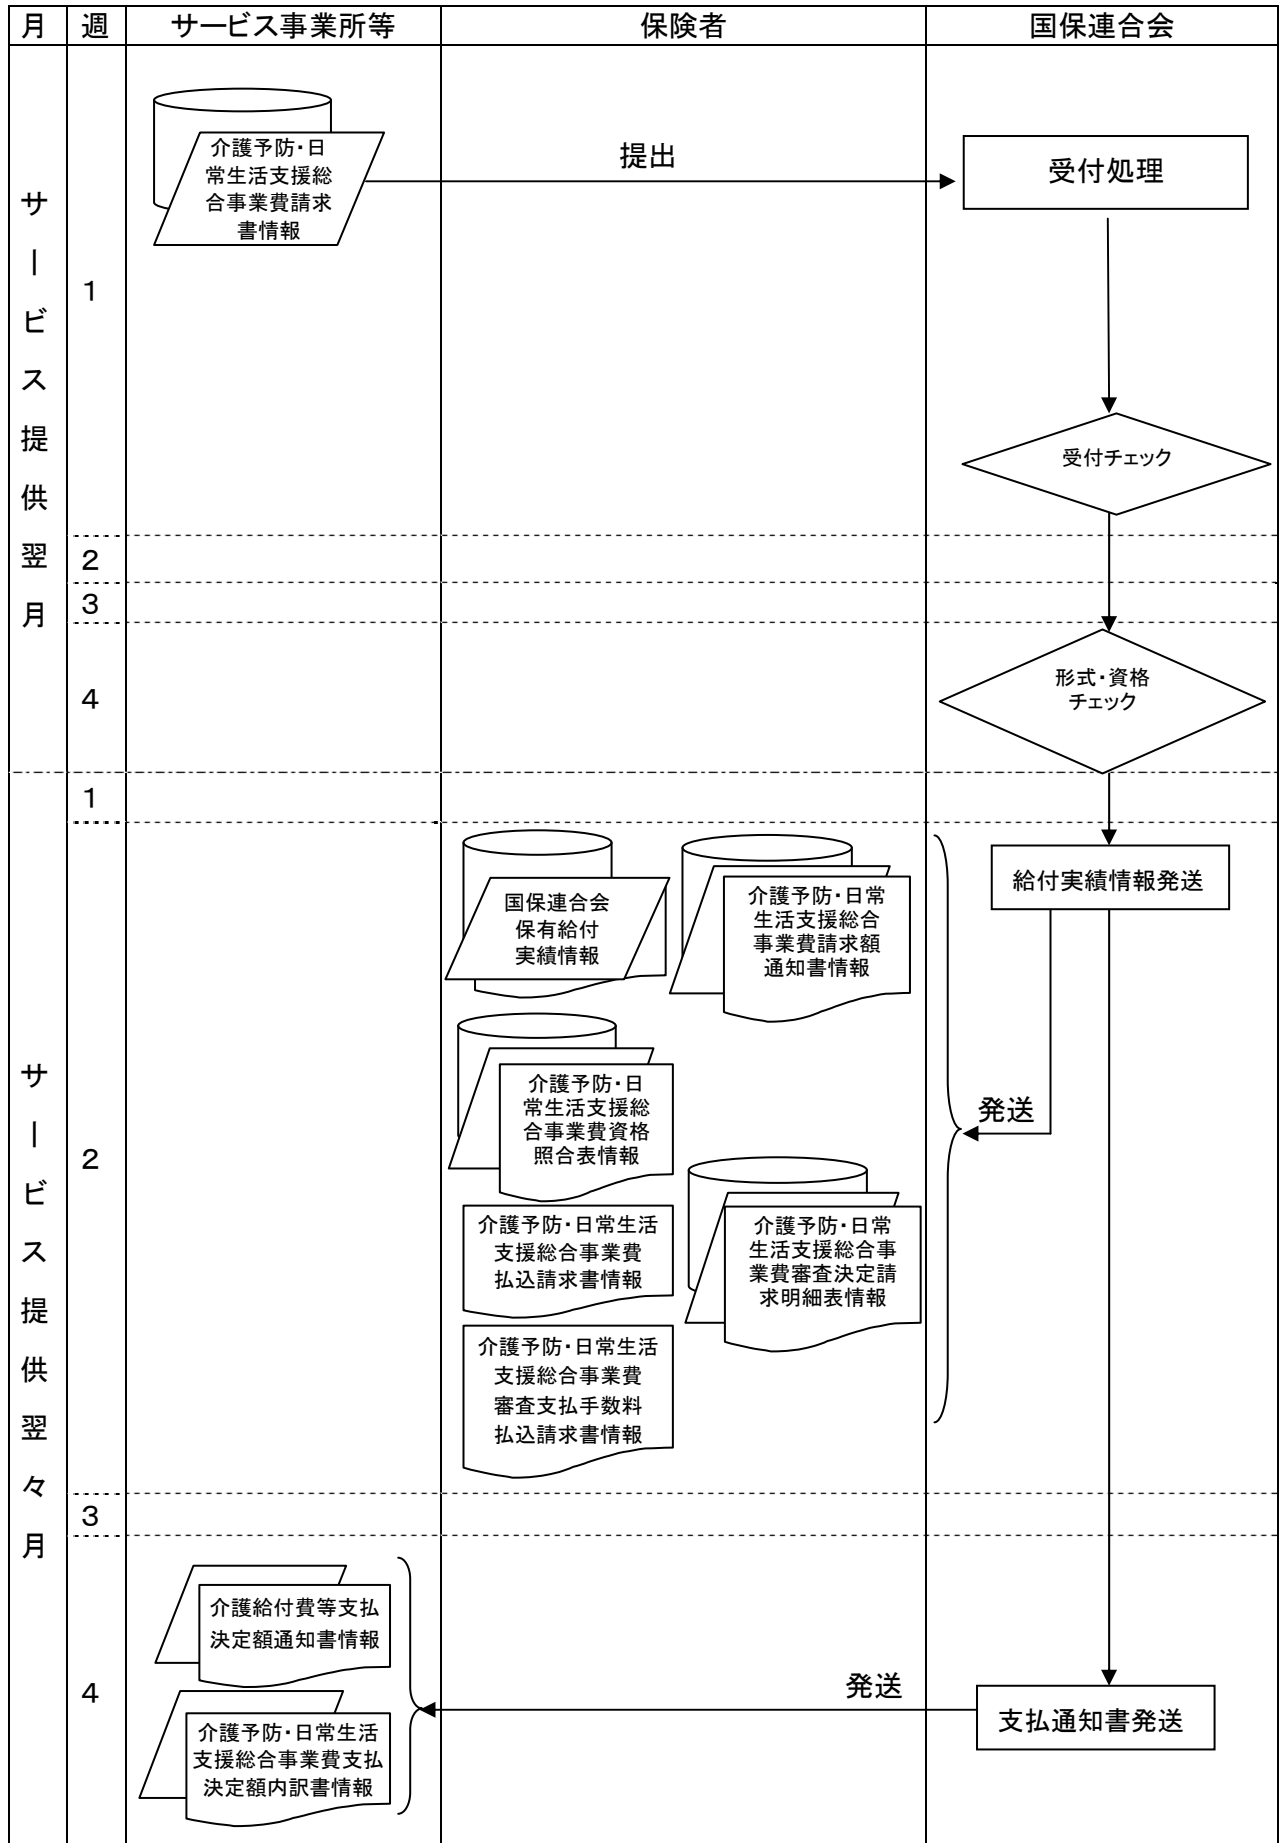 月 週 サービス事業所等 保険者 国保連合会
サービス提供翌月
1
介護予防・日
常生活支援総
合事業費請求
書情報
提出
受付処理
受付チェック
2
3
4
形式・資格
チェック
サービス提供翌々月
1
2
国保連合会
保有給付
実績情報
介護予防・日常
生活支援総合
事業費請求額
通知書情報
給付実績情報発送
発送
介護予防・日
常生活支援総
合事業費資格
照合表情報
介護予防・日常生活
支援総合事業費
払込請求書情報
介護予防・日常
生活支援総合事
業費審査決定請
求明細表情報
介護予防・日常生活
支援総合事業費
審査支払手数料
払込請求書情報
3
4
介護給付費等支払
決定額通知書情報
介護予防・日常生活
支援総合事業費支払
決定額内訳書情報
発送
支払通知書発送